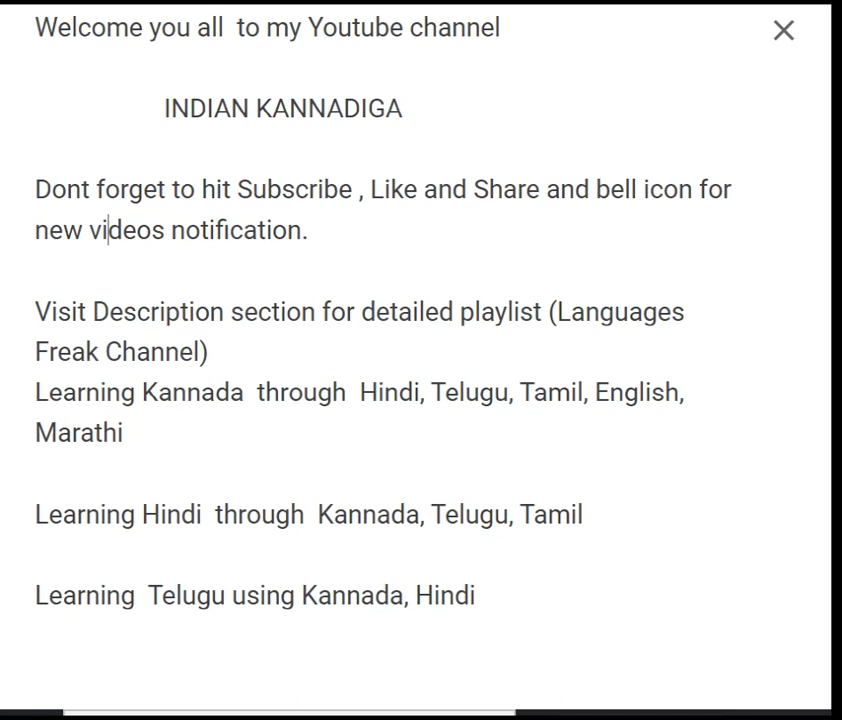 Welcome you all  to my Youtube channel
INDIAN KANNADIGA
Dont forget to hit Subscribe , Like and Share and bell icon for
new videos notification.
Visit Description section for detailed playlist (Languages
Freak Channel)
Learning Kannada  through  Hindi, Telugu, Tamil, English,
Marathi
Learning Hindi  through  Kannada, Telugu, Tamil
Learning  Telugu using Kannada, Hindi